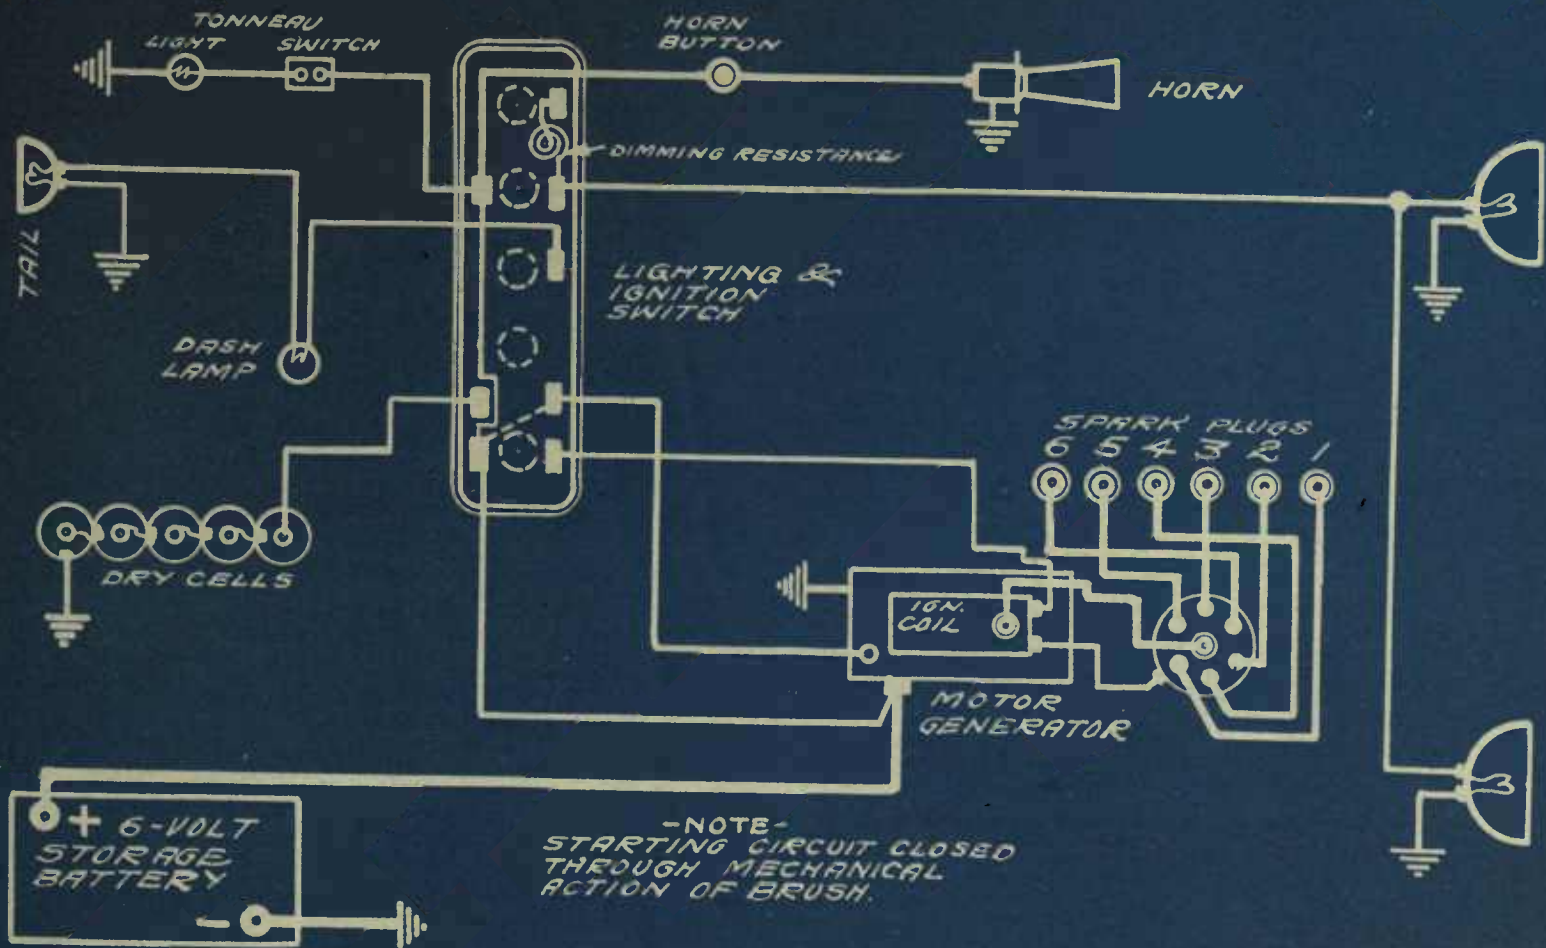 TONNEAU
LIGHT SWITCH
HORN
BUTTON
HORN
DIMMING RESISTANCE
TAIL
LIGHTING &
IGNITION
SWITCH
DASH
LAMP
SPARK PLUGS
6 5 4 3 2 1
DRY CELLS
IGN.
COIL
MOTOR
GENERATOR
+ 6-VOLT
STORAGE
BATTERY
-
-NOTE-
STARTING CIRCUIT CLOSED
THROUGH MECHANICAL
ACTION OF BRUSH.